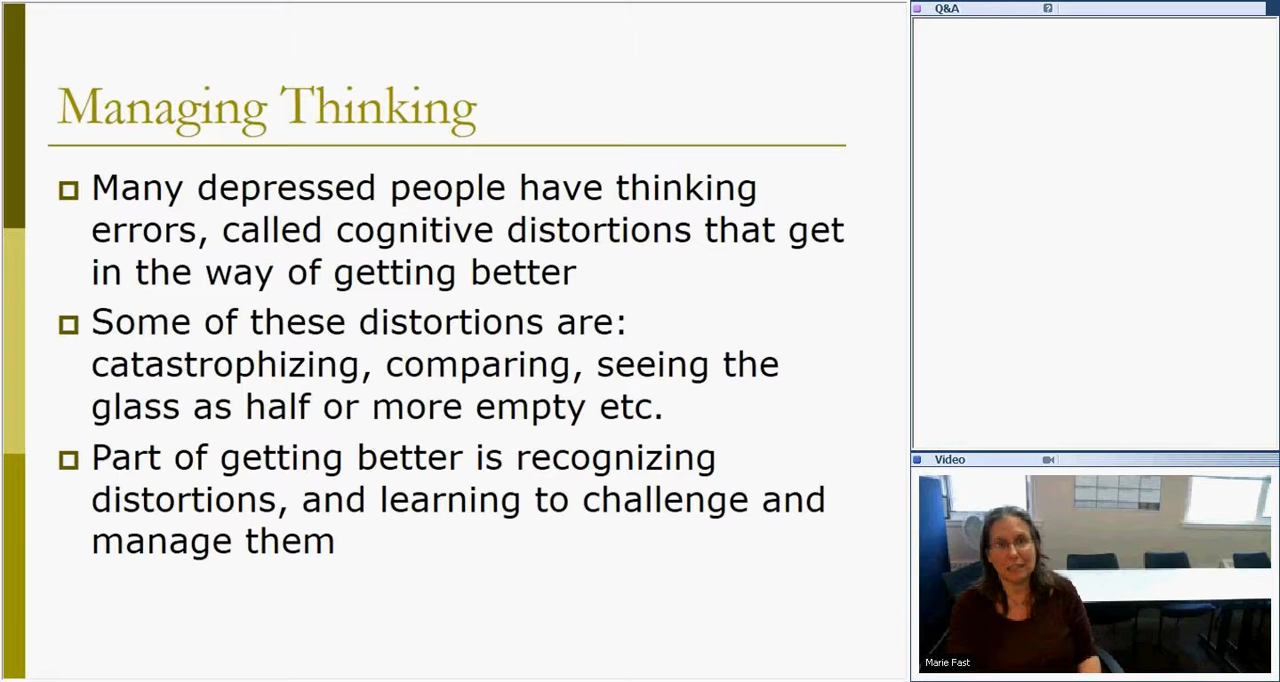 Managing Thinking
Many depressed people have thinking
errors, called cognitive distortions that get
in the way of getting better
Some of these distortions are:
catastrophizing, comparing, seeing the
glass as half or more empty etc.
Part of getting better is recognizing
distortions, and learning to challenge and
manage them
Q&A
?
Video
Marie Fast